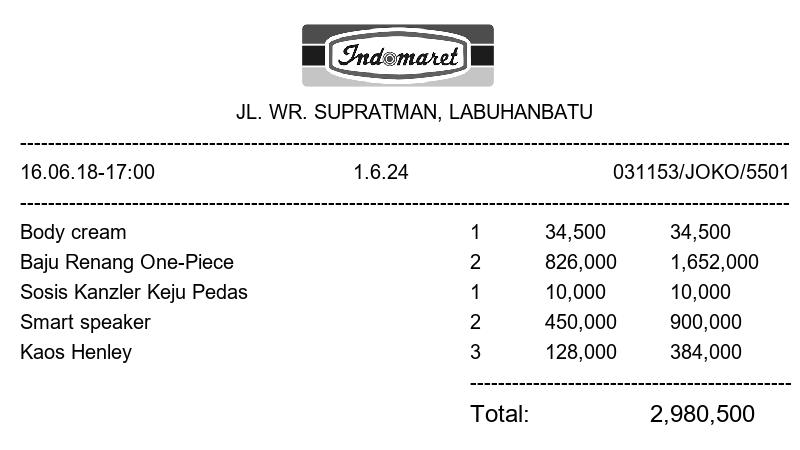 Indomaret
JL. WR. SUPRATMAN, LABUHANBATU
16.06.18-17:00 1.6.24 031153/JOKO/5501
Body cream 1 34,500 34,500
Baju Renang One-Piece 2 826,000 1,652,000
Sosis Kanzler Keju Pedas 1 10,000 10,000
Smart speaker 2 450,000 900,000
Kaos Henley 3 128,000 384,000
Total: 2,980,500